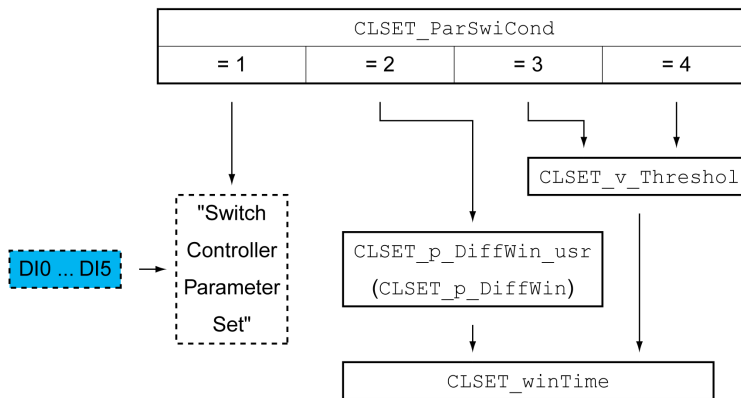 CLSET_ParSwiCond
= 1 = 2 = 3 = 4
CLSET_v_Threshol
"Switch
Controller
Parameter
Set"
CLSET_p_DiffWin_usr
(CLSET_p_DiffWin)
DI0 ... DI5
CLSET_winTime